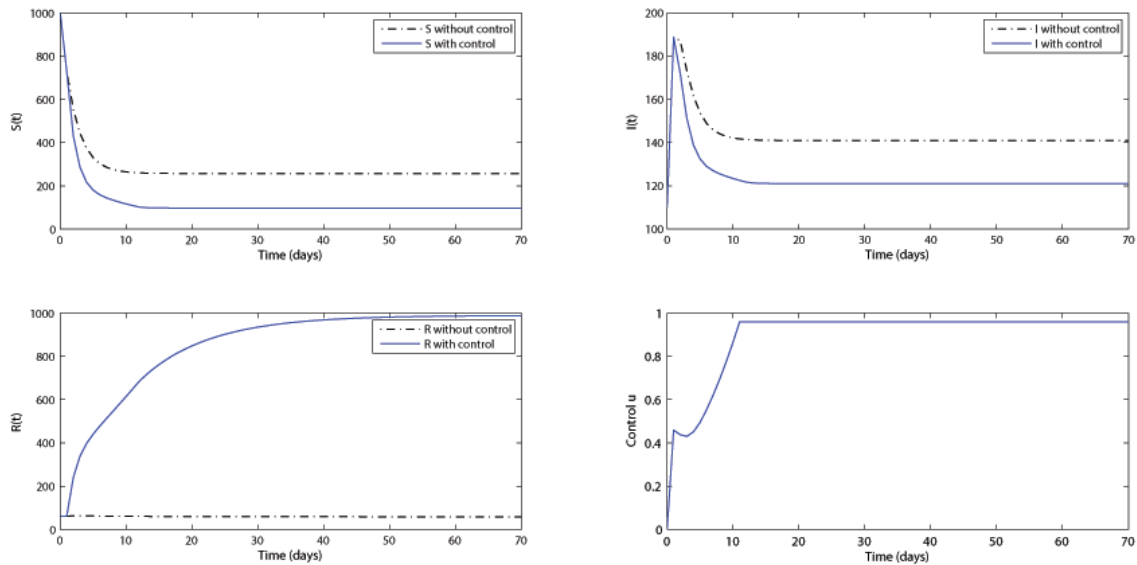 1000
800
600
400
200
0
S(t)
S without control
S with control
0 10 20 30 40 50 60 70
Time (days)
200
180
160
140
120
100
I(t)
I without control
I with control
0 10 20 30 40 50 60 70
Time (days)
1000
800
600
400
200
0
R(t)
R without control
R with control
0 10 20 30 40 50 60 70
Time (days)
1
0.8
0.6
0.4
0.2
0
Control u
0 10 20 30 40 50 60 70
Time (days)